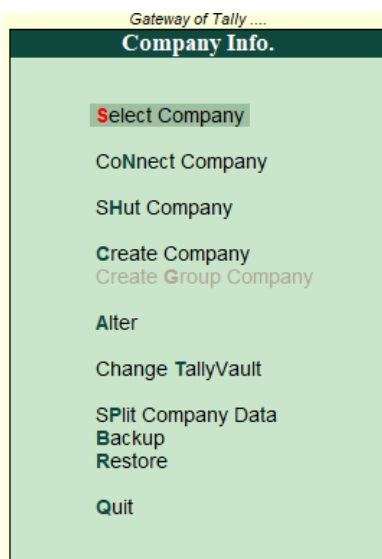 Gateway of Tally ....
Company Info.
Select Company
CoNnect Company
SHut Company
Create Company
Create Group Company
Alter
Change TallyVault
SPlit Company Data
Backup
Restore
Quit